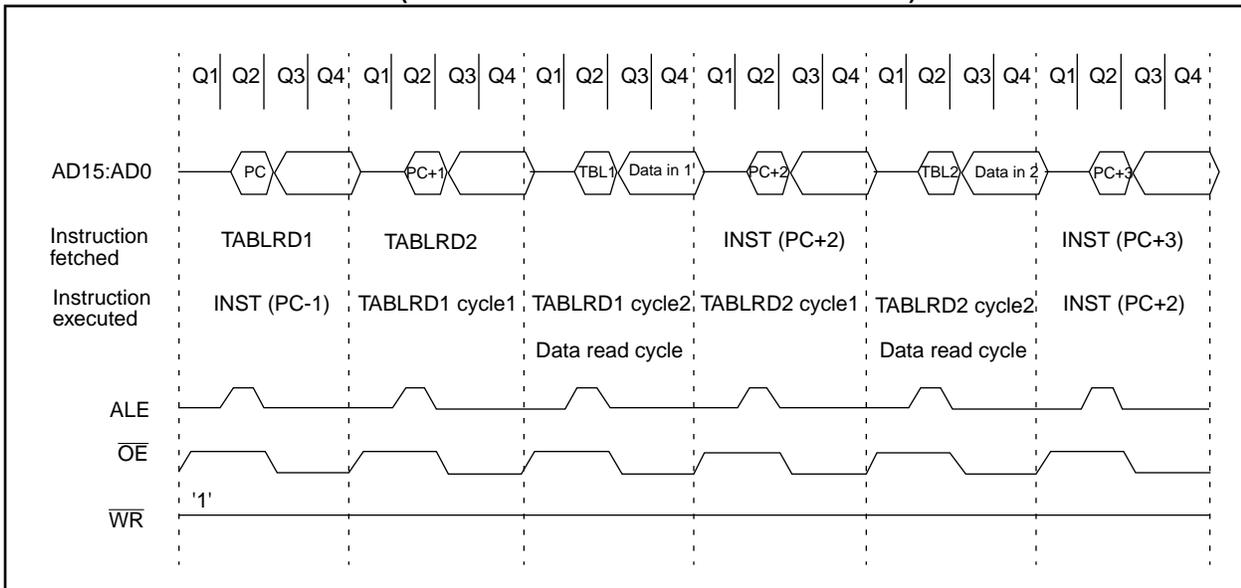 Q1 Q2 Q3 Q4 Q1 Q2 Q3 Q4 Q1 Q2 Q3 Q4 Q1 Q2 Q3 Q4 Q1 Q2 Q3 Q4 Q1 Q2 Q3 Q4
AD15:AD0 PC PC+1 TBL1 Data in 1 PC+2 TBL2 Data in 2 PC+3
Instruction fetched TABLRD1 TABLRD2 INST (PC+2) INST (PC+3)
Instruction executed INST (PC-1) TABLRD1 cycle1 TABLRD1 cycle2 TABLRD2 cycle1 TABLRD2 cycle2 INST (PC+2)
Data read cycle Data read cycle
ALE
OE
'1'
WR